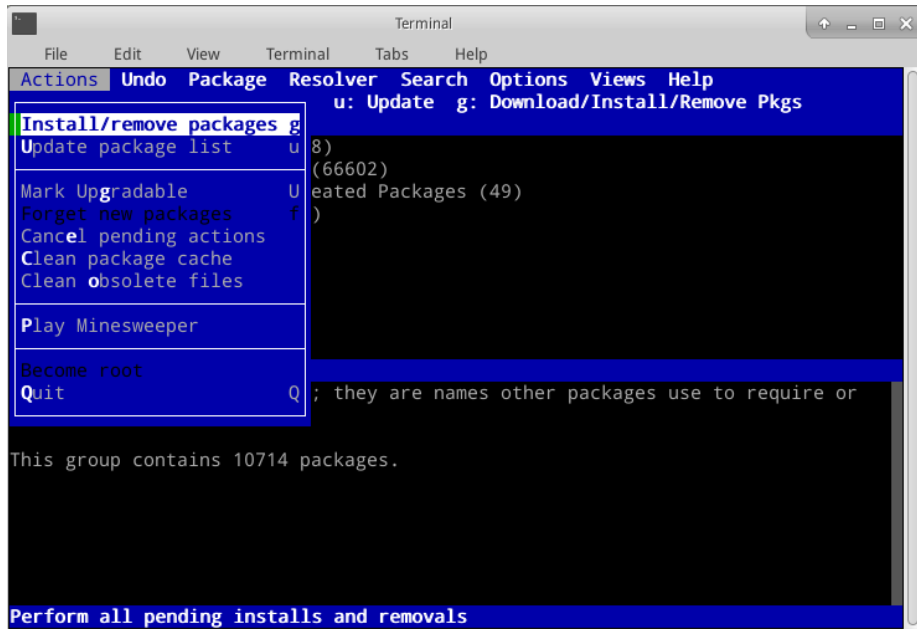 Terminal
File Edit View Terminal Tabs Help
Actions Undo Package Resolver Search Options Views Help
u: Update g: Download/Install/Remove Pkgs
Install/remove packages g
Update package list u 8)
(66602)
Mark Upgradable U eated Packages (49)
Forget new packages f )
Cancel pending actions
Clean package cache
Clean obsolete files
Play Minesweeper
Become root
Quit Q ; they are names other packages use to require or
This group contains 10714 packages.
Perform all pending installs and removals